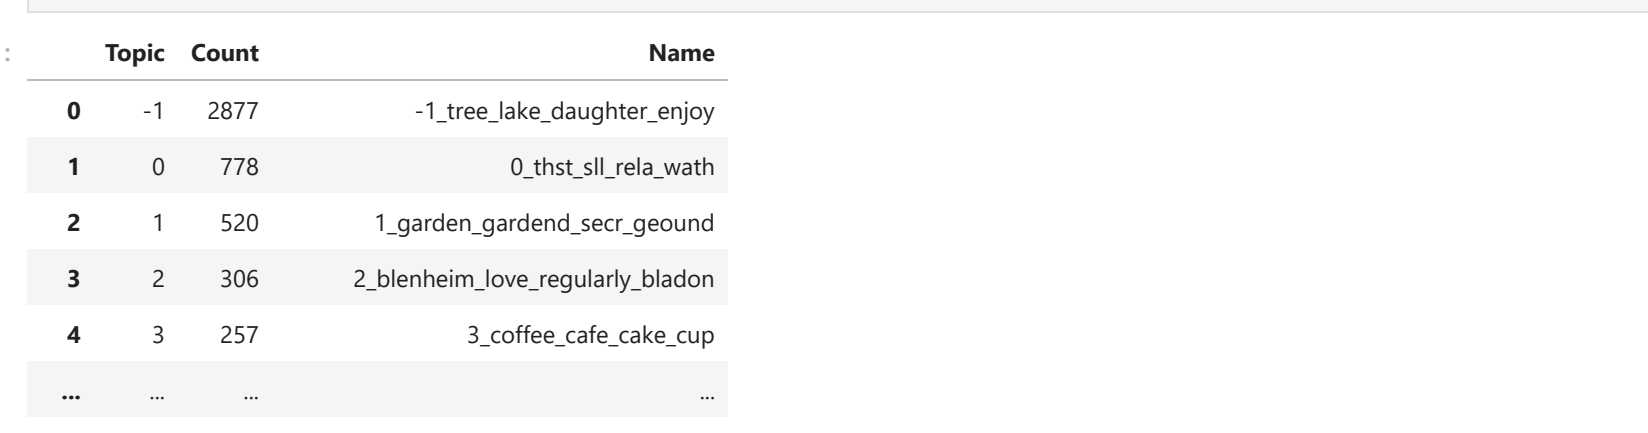 :
Topic Count Name
0 -1 2877 -1_tree_lake_daughter_enjoy
1 0 778 0_thst_sll_rela_wath
2 1 520 1_garden_gardend_secr_geound
3 2 306 2_blenheim_love_regularly_bladon
4 3 257 3_coffee_cafe_cake_cup
... ... ... ...